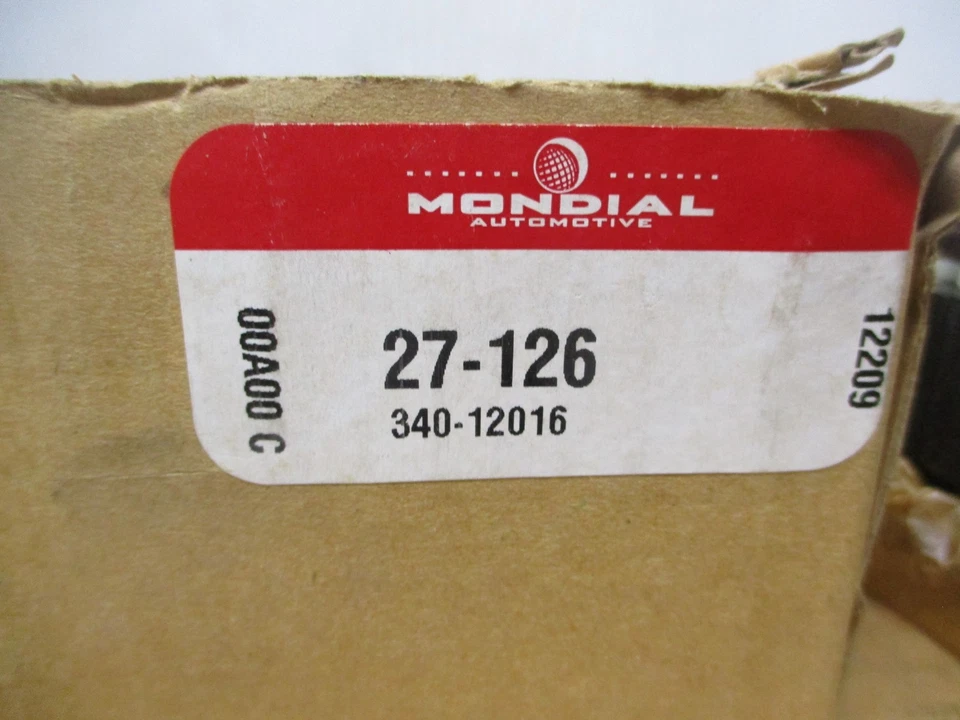 MONDIAL
AUTOMOTIVE
00A00 C
27-126
340-12016
12209